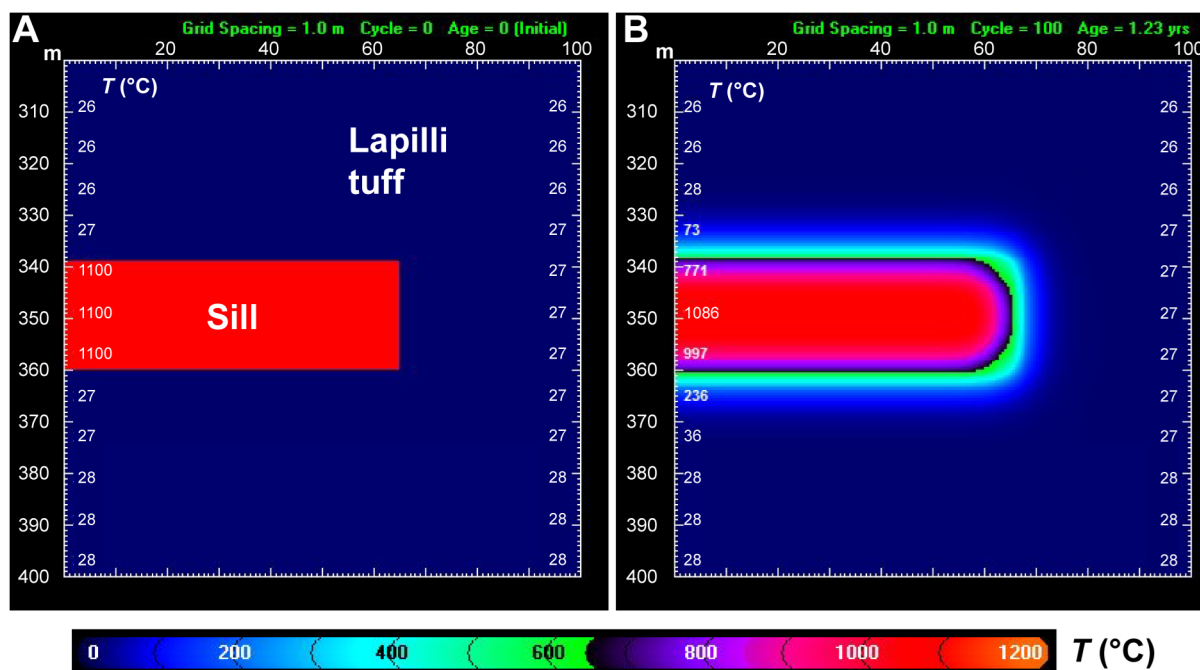 A
Grid Spacing = 1.0 m Cycle = 0 Age = 0 (Initial)
m 20 40 60 80 100
T (°C)
310 26 26
320 26 26
26 26
330 27 27
340 1100 27
350 1100 27
1100 27
360
27 27
370 27 27
380 28 28
390 28 28
28 28
400
Lapilli
tuff
Sill
B
Grid Spacing = 1.0 m Cycle = 100 Age = 1.23 yrs
m 20 40 60 80 100
T (°C)
310 26 26
320 26 26
28 26
330 73 27
340 771 27
350 1086 27
997 27
360
236 27
370 36 27
380 28 28
390 28 28
28 28
400
0 200 400 600 800 1000 1200 T (°C)